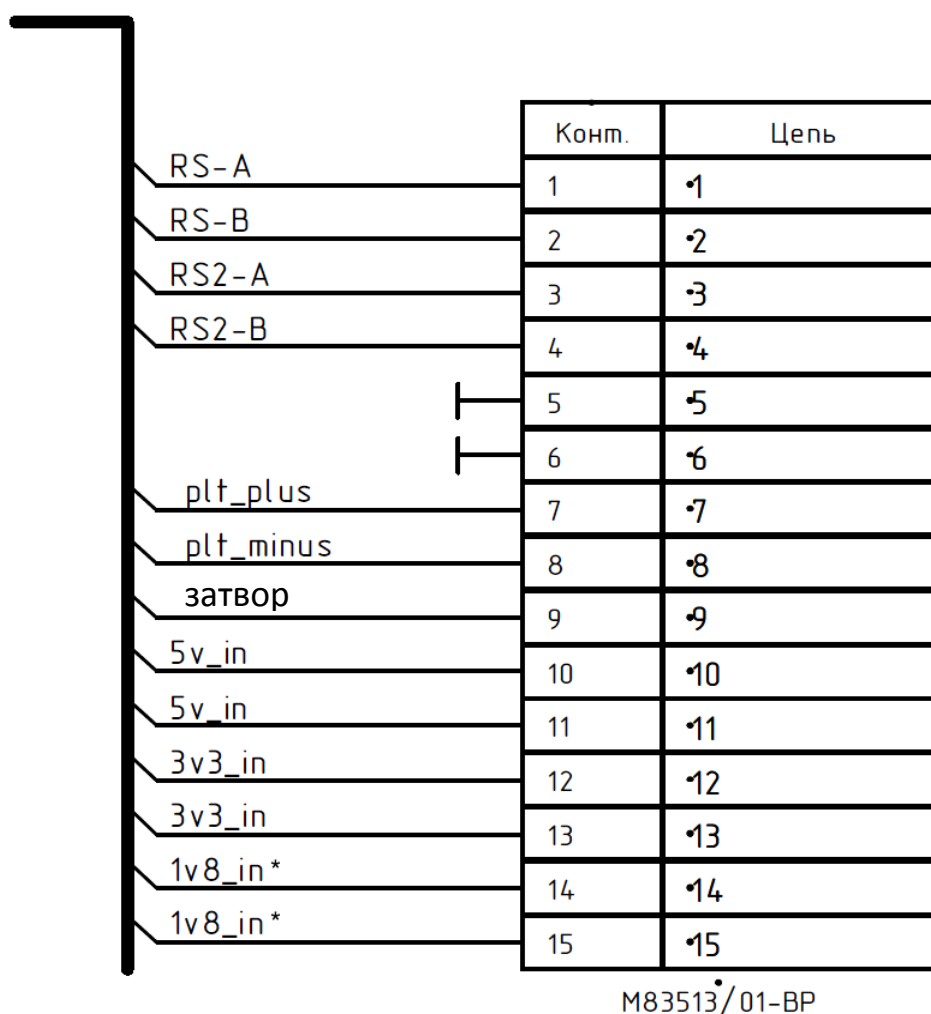 Конт. Цепь
RS-A 1 1
RS-B 2 2
RS2-A 3 3
RS2-B 4 4
5 5
6 6
plt_plus 7 7
plt_minus 8 8
затвор 9 9
5v_in 10 10
5v_in 11 11
3v3_in 12 12
3v3_in 13 13
1v8_in* 14 14
1v8_in* 15 15
M83513/01-BP